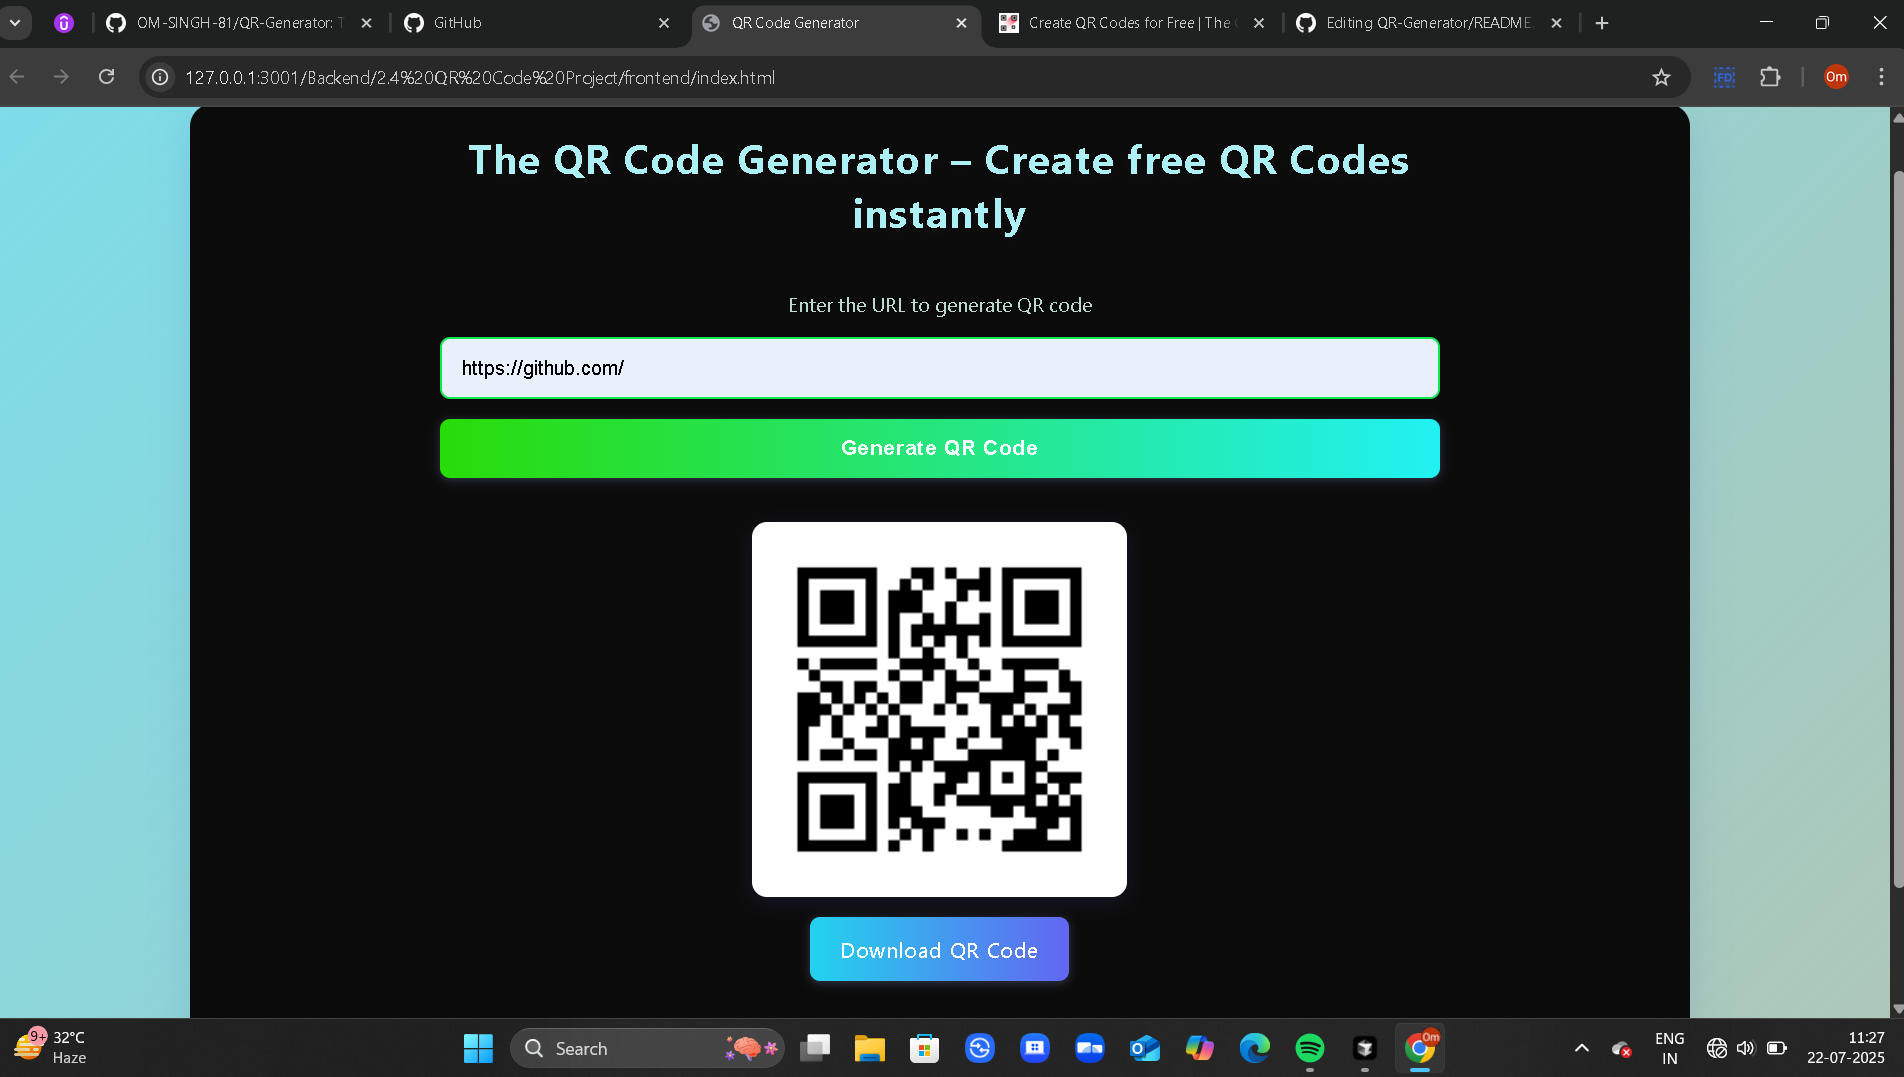 OM-SINGH-81/QR-Generator: T
GitHub
QR Code Generator
Create QR Codes for Free | The
Editing QR-Generator/README.
127.0.0.1:3001/Backend/2.4%20QR%20Code%20Project/frontend/index.html
FD
Om
The QR Code Generator – Create free QR Codes
instantly
Enter the URL to generate QR code
https://github.com/
Generate QR Code
Download QR Code
9+
32°C
Haze
Search
Om
ENG
IN
11:27
22-07-2025